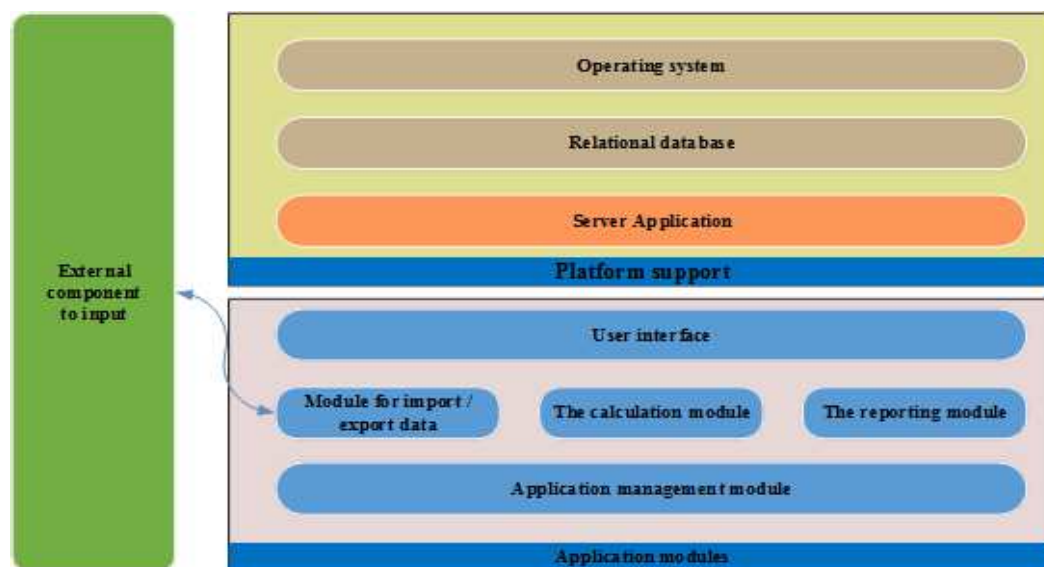 External
component
to input
Operating system
Relational database
Server Application
Platform support
User interface
Module for import /
export data
The calculation module
The reporting module
Application management module
Application modules